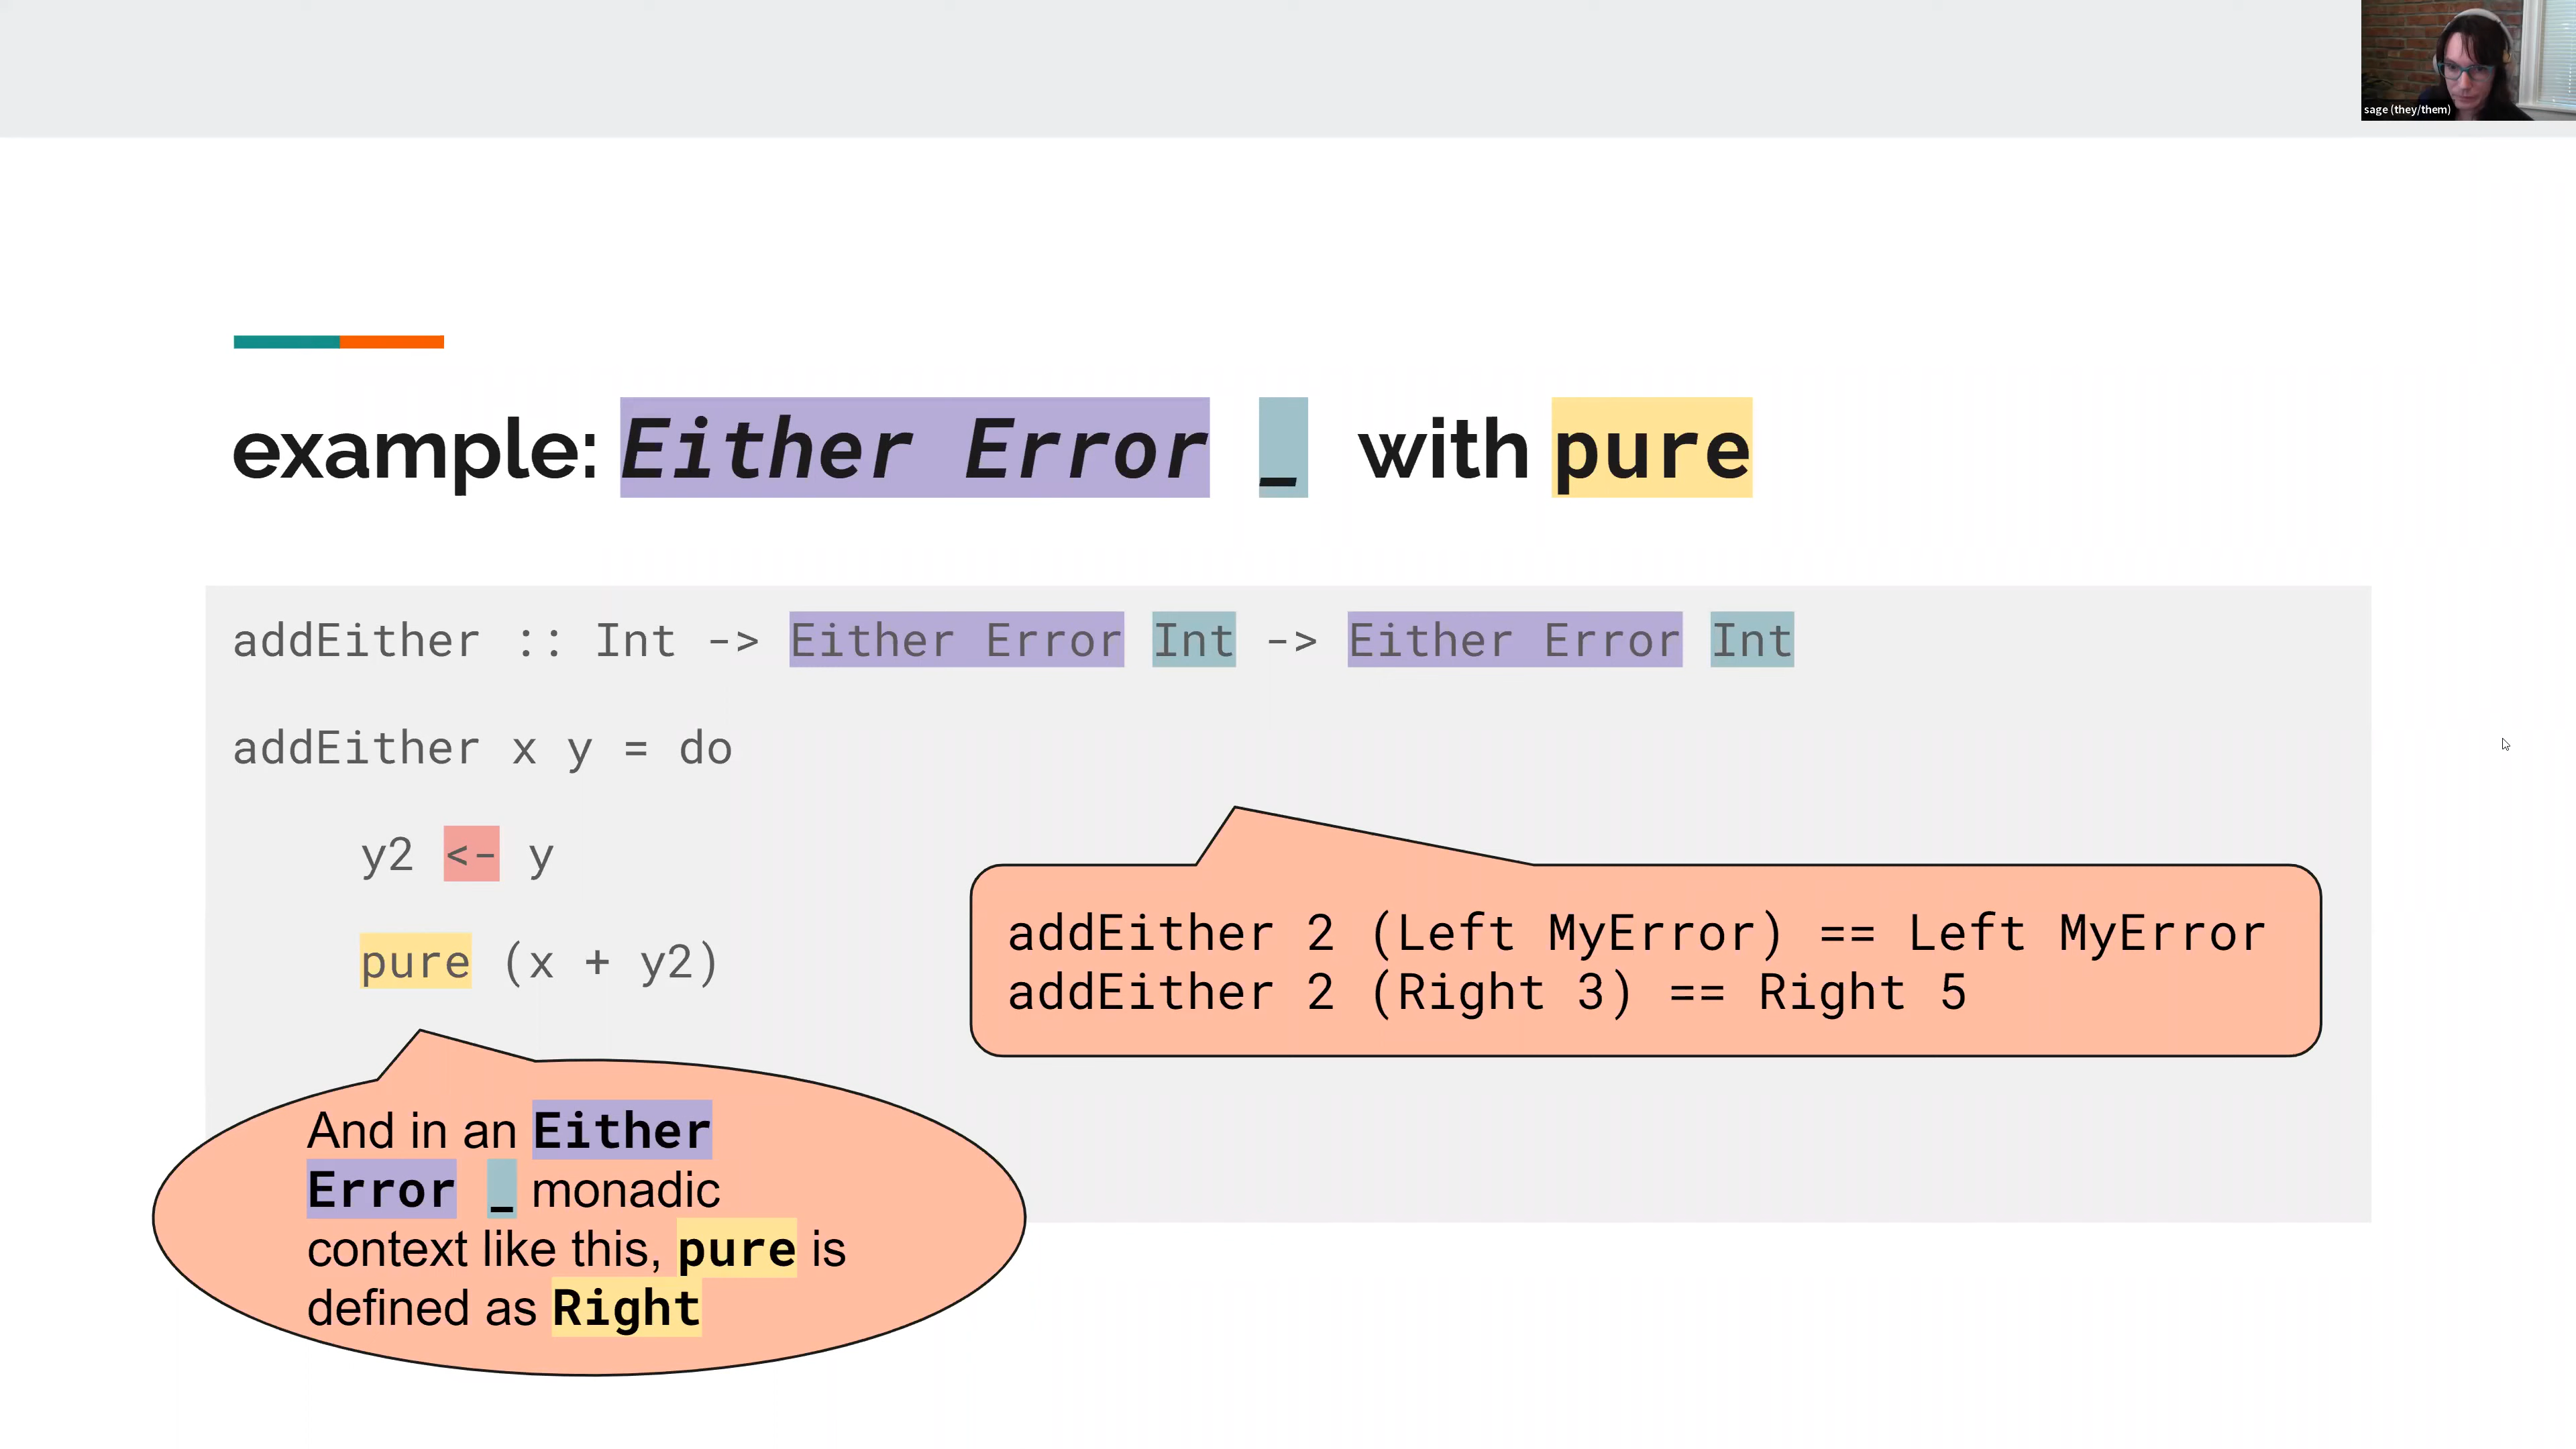 sage (they/them)
example: Either Error _ with pure
addEither :: Int -> Either Error Int -> Either Error Int
addEither x y = do
y2 <- y
pure (x + y2)
addEither 2 (Left MyError) == Left MyError
addEither 2 (Right 3) == Right 5
And in an Either
Error _ monadic
context like this, pure is
defined as Right